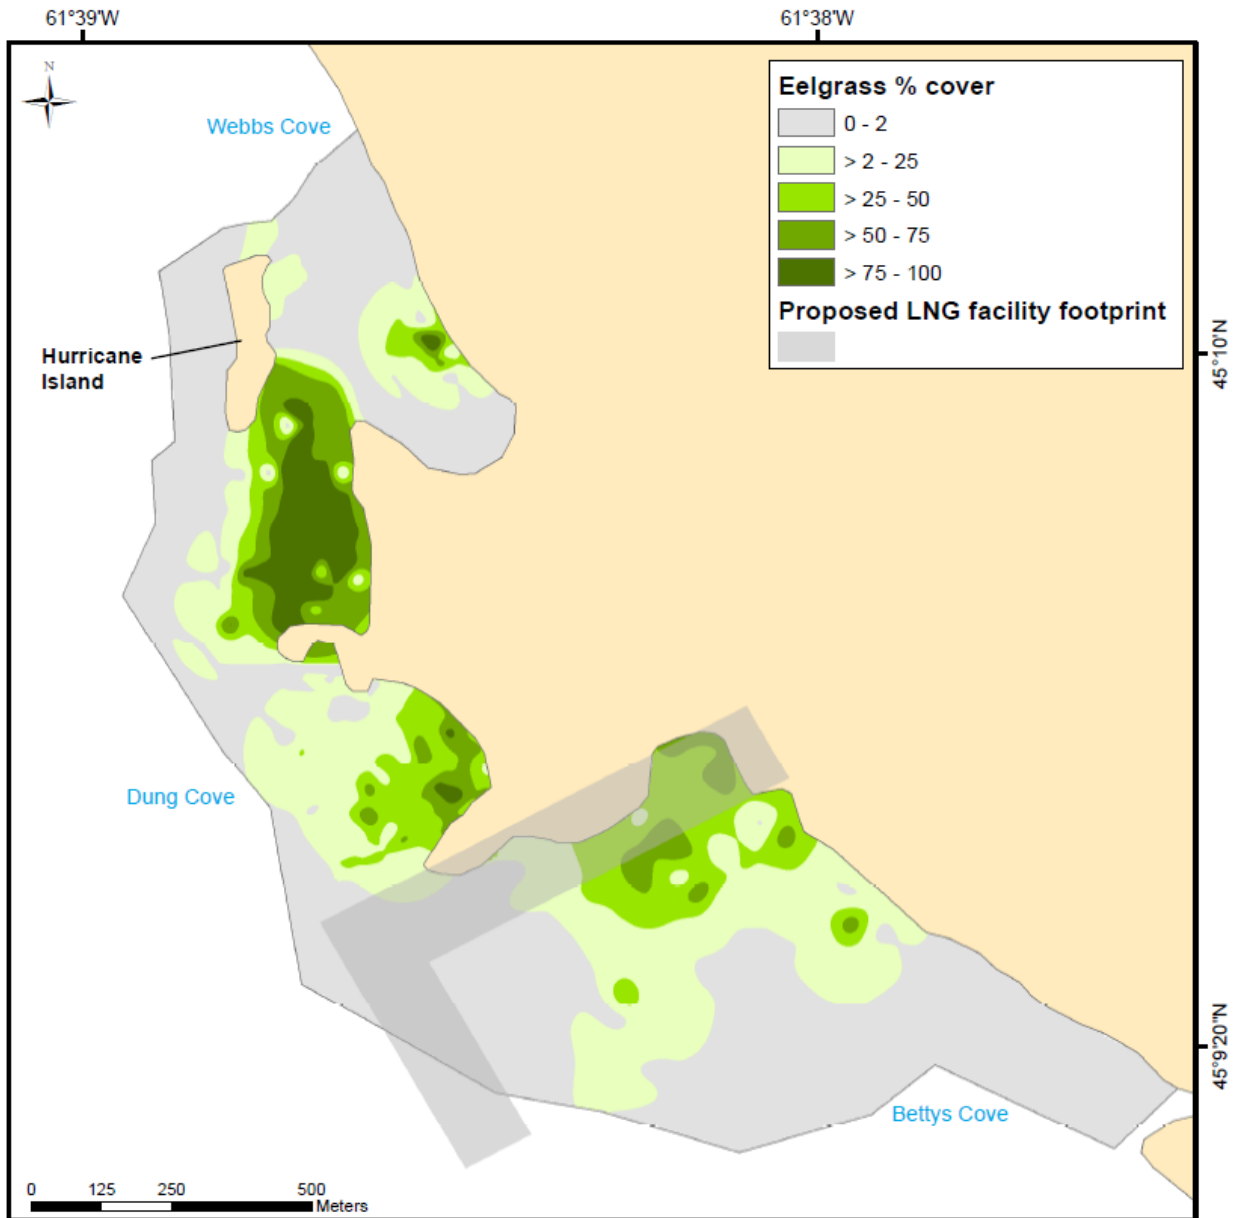 61°39'W
61°38'W
N
Webbs Cove
Eelgrass % cover
0 - 2
> 2 - 25
> 25 - 50
> 50 - 75
> 75 - 100
Proposed LNG facility footprint
Hurricane
Island
45°10'N
Dung Cove
45°9'20"N
Bettys Cove
0 125 250 500
Meters